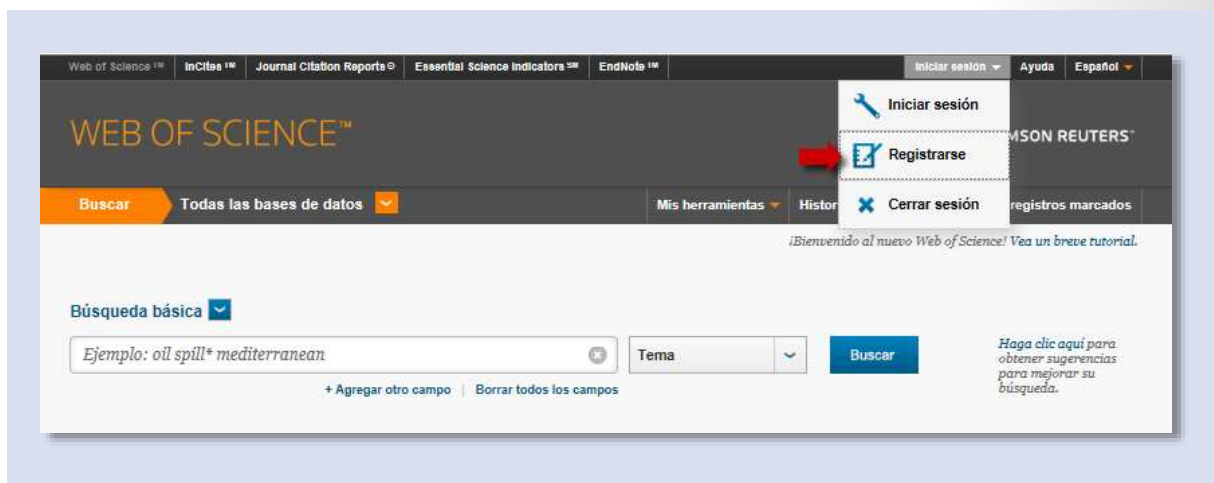 Web of Science ™ InCites ™ Journal Citation Reports ® Essential Science Indicators ℠ EndNote ™ Iniciar sesión Ayuda Español
Iniciar sesión
WEB OF SCIENCE™ MSON REUTERS
Registrarse
Buscar Todas las bases de datos Mis herramientas Histor Cerrar sesión registros marcados
¡Bienvenido al nuevo Web of Science! Vea un breve tutorial.
Búsqueda básica
Ejemplo: oil spill* mediterranean Tema Buscar
Haga clic aquí para
obtener sugerencias
para mejorar su
búsqueda.
+ Agregar otro campo | Borrar todos los campos